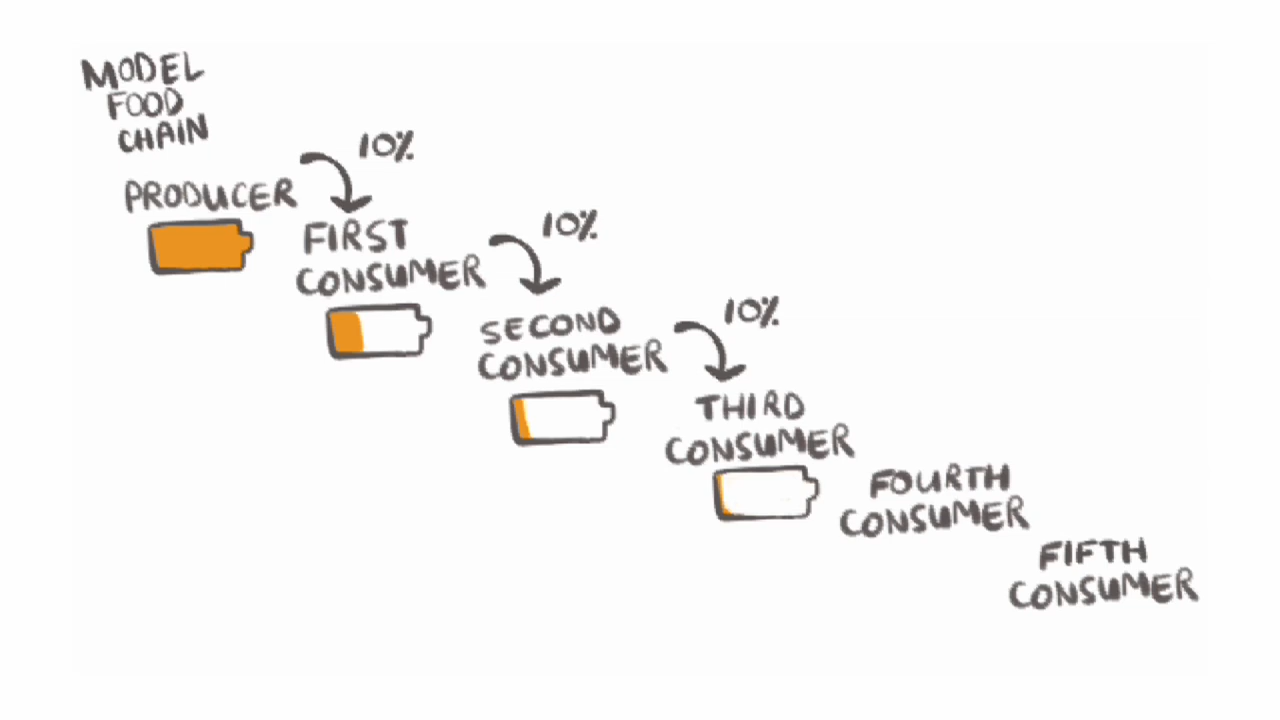 MODEL
FOOD
CHAIN
10%
PRODUCER
10%
FIRST
CONSUMER
10%
SECOND
CONSUMER
THIRD
CONSUMER
FOURTH
CONSUMER
FIFTH
CONSUMER